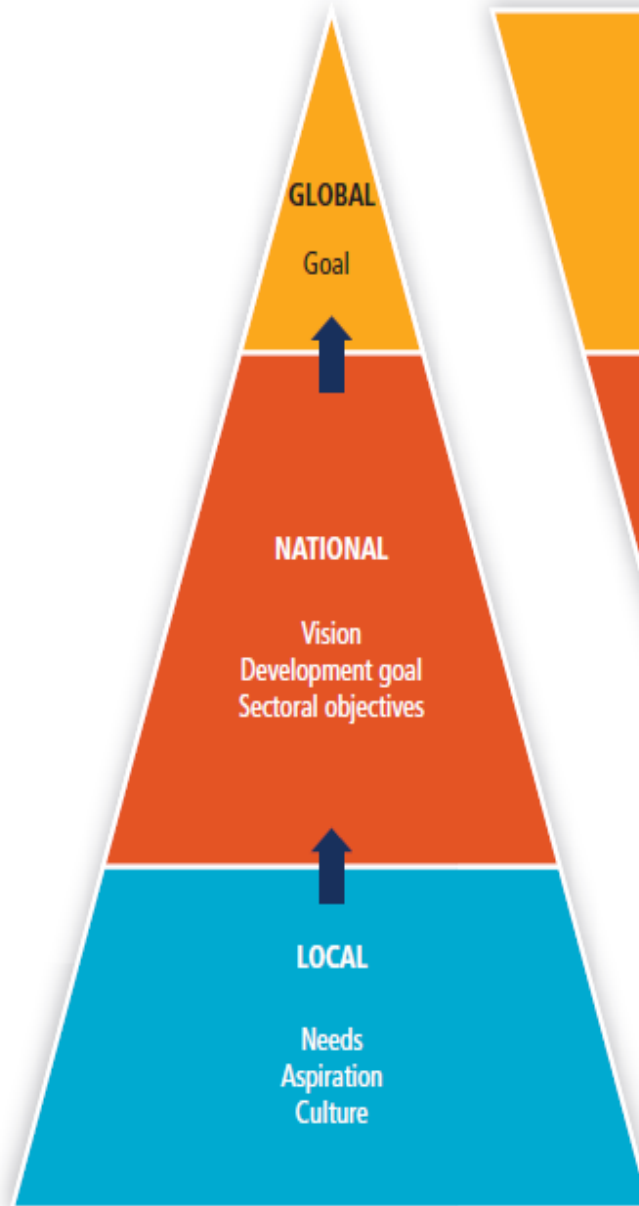 GLOBAL
Goal
NATIONAL
Vision
Development goal
Sectoral objectives
LOCAL
Needs
Aspiration
Culture